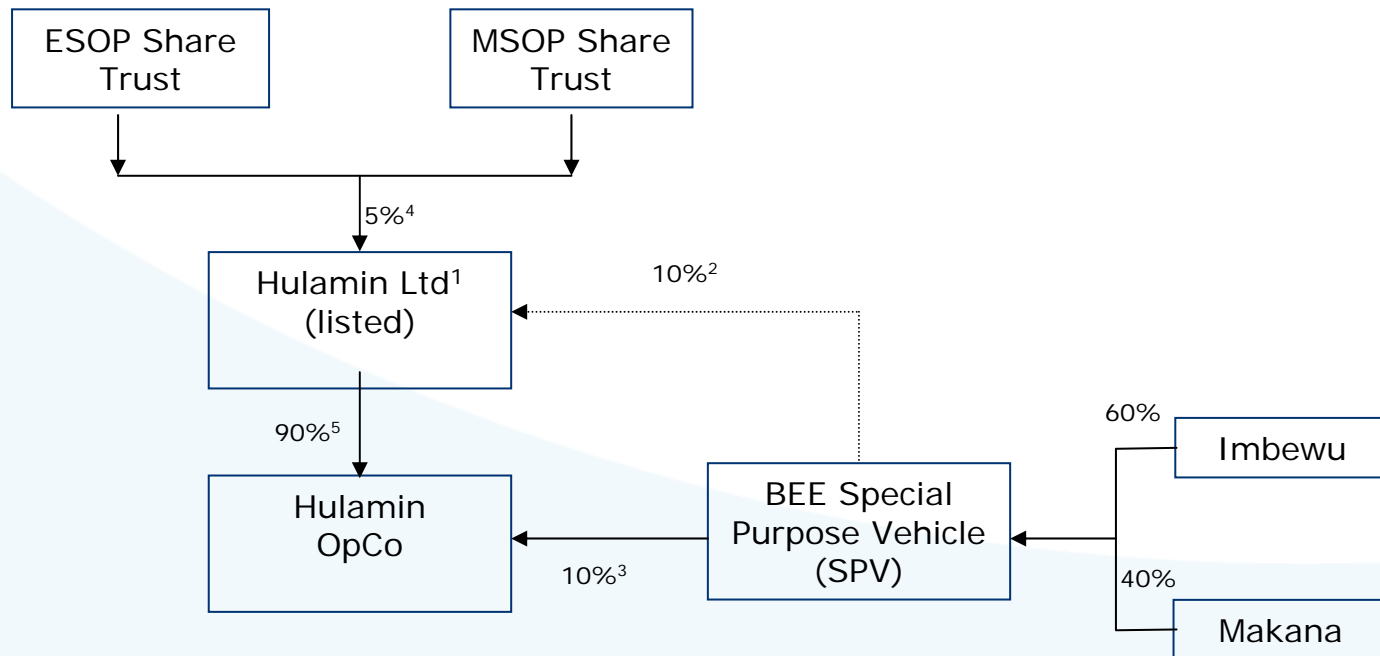 ESOP Share
Trust
MSOP Share
Trust
5%⁴
Hulamin Ltd¹
(listed)
10%²
90%⁵
60%
Imbewu
Hulamin
OpCo
BEE Special
Purpose Vehicle
(SPV)
10%³
40%
Makana